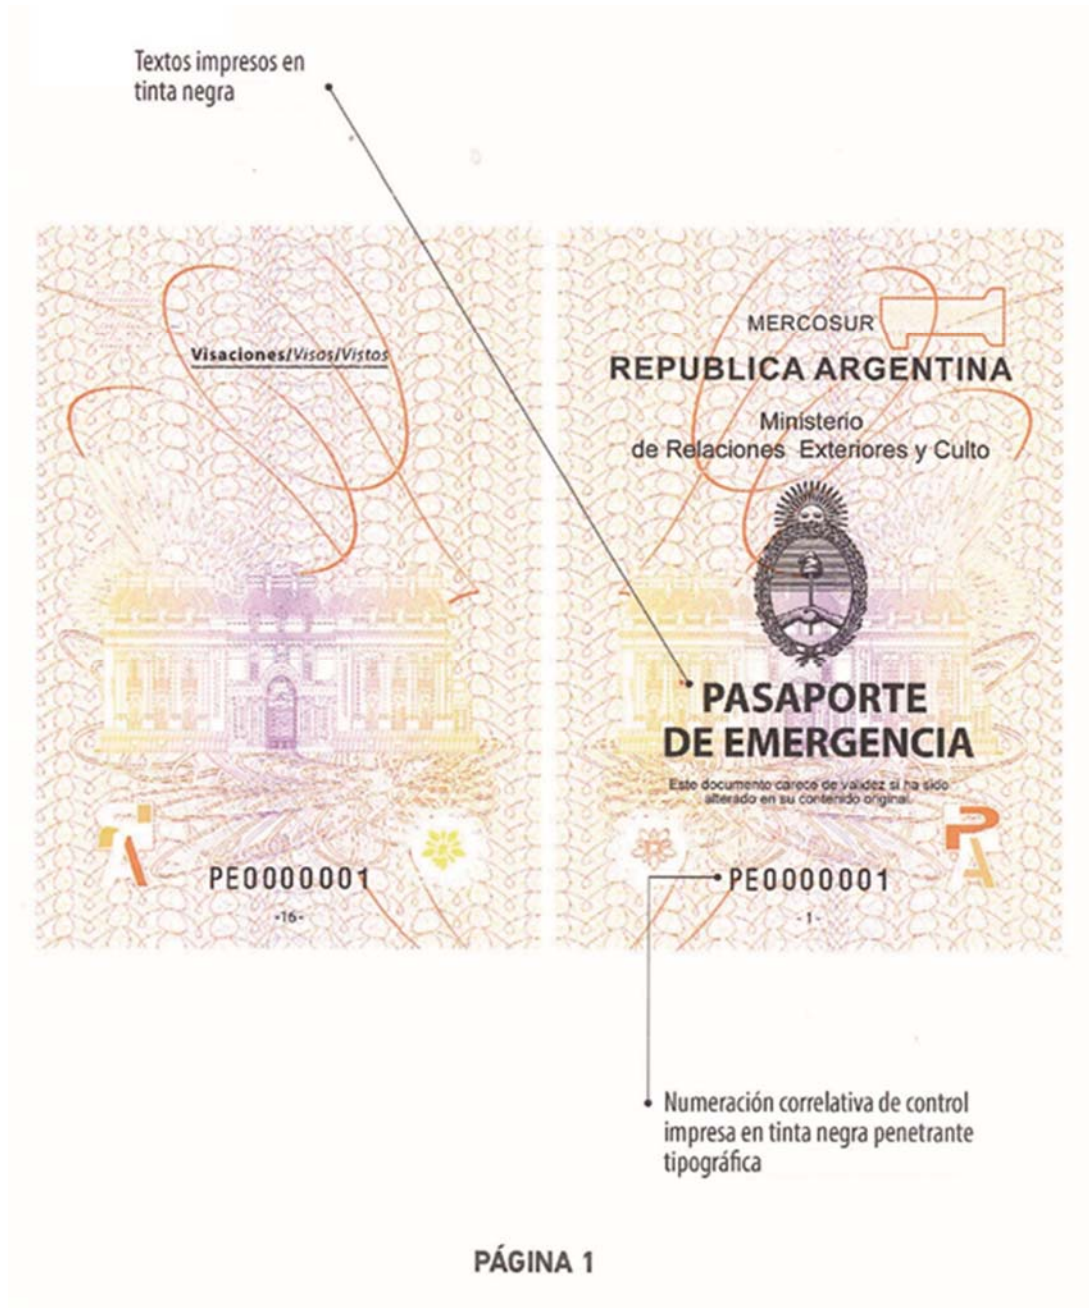 Textos impresos en
tinta negra
Visaciones/Visos/Vistos
PE0000001
-16-
MERCOSUR
REPUBLICA ARGENTINA
Ministerio
de Relaciones Exteriores y Culto
PASAPORTE
DE EMERGENCIA
Este documento carece de validez si ha sido
alterado en su contenido original.
PE0000001
-1-
Numeración correlativa de control
impresa en tinta negra penetrante
tipográfica
PÁGINA 1